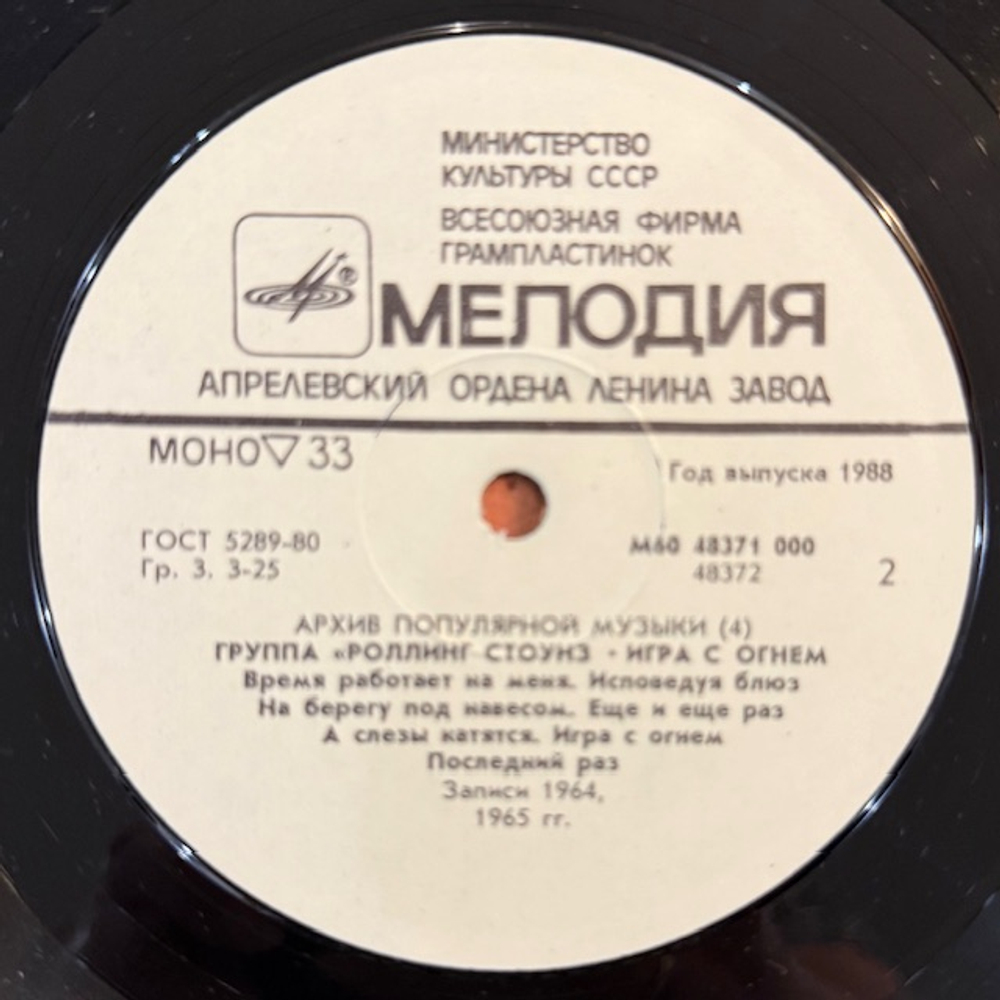 МИНИСТЕРСТВО
КУЛЬТУРЫ СССР
ВСЕСОЮЗНАЯ ФИРМА
ГРАМПЛАСТИНОК
®
МЕЛОДИЯ
АПРЕЛЕВСКИЙ ОРДЕНА ЛЕНИНА ЗАВОД
МОНО ▽ 33
Год выпуска 1988
ГОСТ 5289-80
Гр. 3. 3-25
М60 48371 000
48372
2
АРХИВ ПОПУЛЯРНОЙ МУЗЫКИ (4)
ГРУППА «РОЛЛИНГ СТОУНЗ • ИГРА С ОГНЕМ
Время работает на меня. Исповедуя блюз
На берегу под навесом. Еще и еще раз
А слезы катятся. Игра с огнем
Последний раз
Записи 1964,
1965 гг.